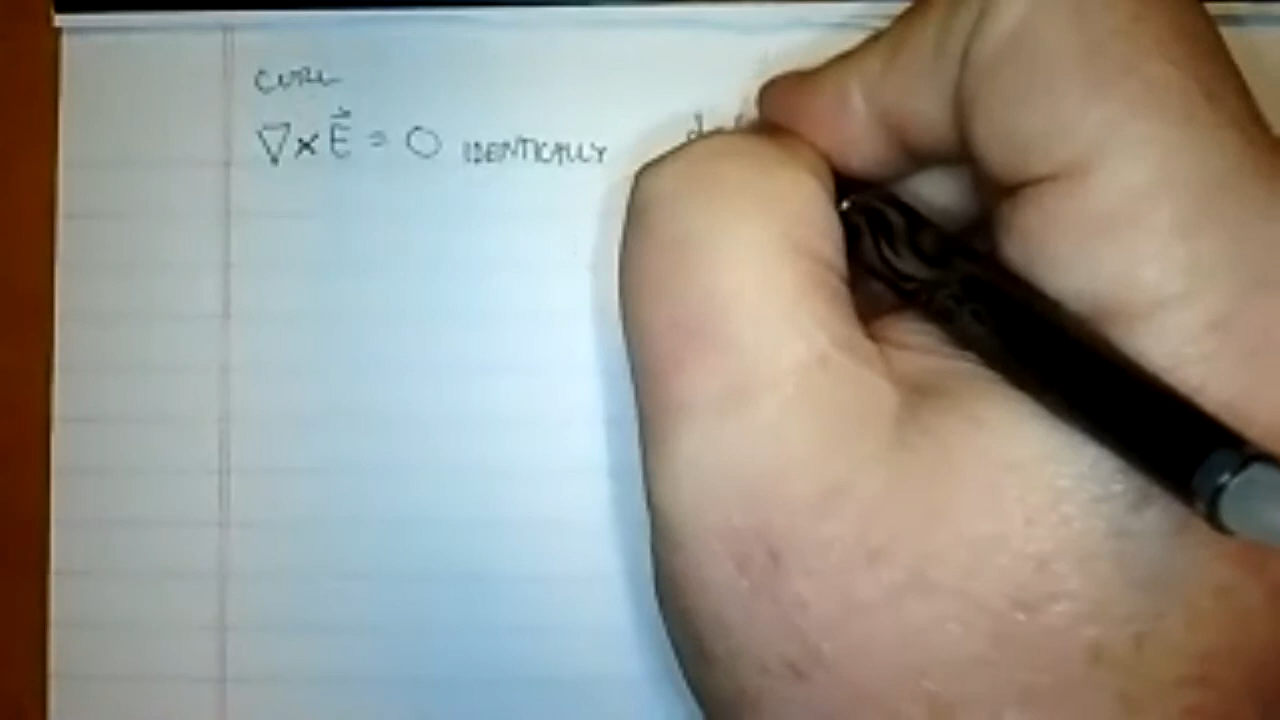 CURL
∇ × E⃗ = 0 IDENTICALLY